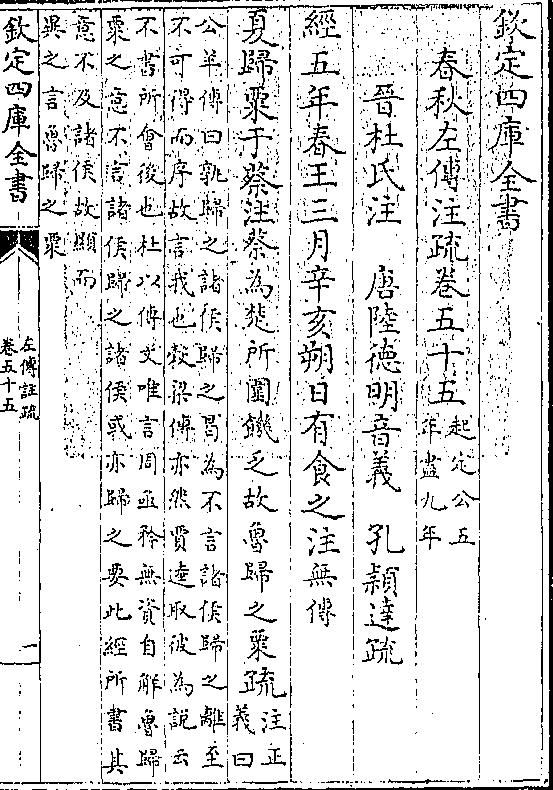 欽定四庫全書
春秋左傳注疏卷五十五起定公五
年盡九年
晉杜氏注　唐陸德明音義　孔穎達疏
經五年春王三月辛亥朔日有食之注無傳
夏歸粟于蔡注蔡為楚所圍饑乏故魯歸之粟疏注正
義曰
公羊傳曰孰歸之諸侯歸之曷為不言諸侯歸之離至
不可得而序故言我也穀梁傳亦然賈逵取彼為說云
不書所會後也杜以傳文唯言周亟矜無資自解魯歸
粟之意不言諸侯歸之諸侯或亦歸之要此經所書其
意不及諸侯故顯而
異之言魯歸之粟
欽定四庫全書
左傳註疏
卷五十五
一